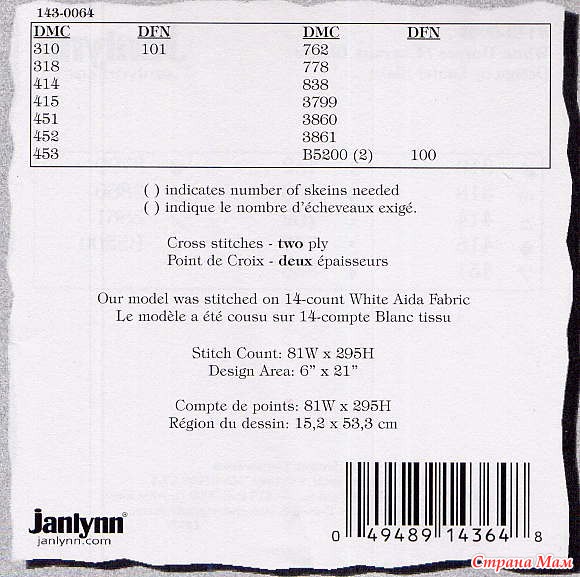 143-0064
DMC DFN DMC DFN
310 101 762
318 778
414 838
415 3799
451 3860
452 3861
453 B5200 (2) 100
( ) indicates number of skeins needed
( ) indique le nombre d'écheveaux exigé.
Cross stitches - two ply
Point de Croix - deux épaisseurs
Our model was stitched on 14-count White Aida Fabric
Le modèle a été cousu sur 14-compte Blanc tissu
Stitch Count: 81W x 295H
Design Area: 6" x 21"
Compte de points: 81W x 295H
Région du dessin: 15,2 x 53,3 cm
janlynn®
janlynn.com
0 49489 14364 8
Страна Мам